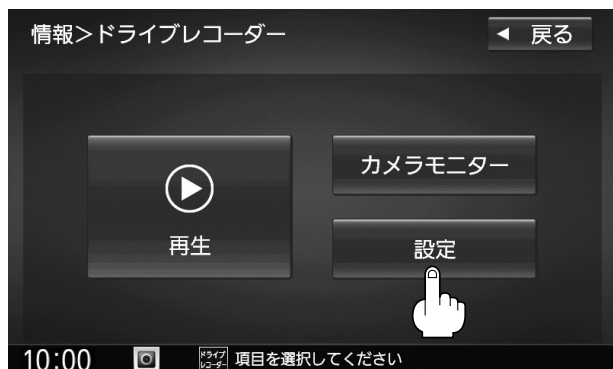 情報>ドライブレコーダー
◀ 戻る
カメラモニター
再生
設定
10:00
ドライブ
レコーダー
項目を選択してください